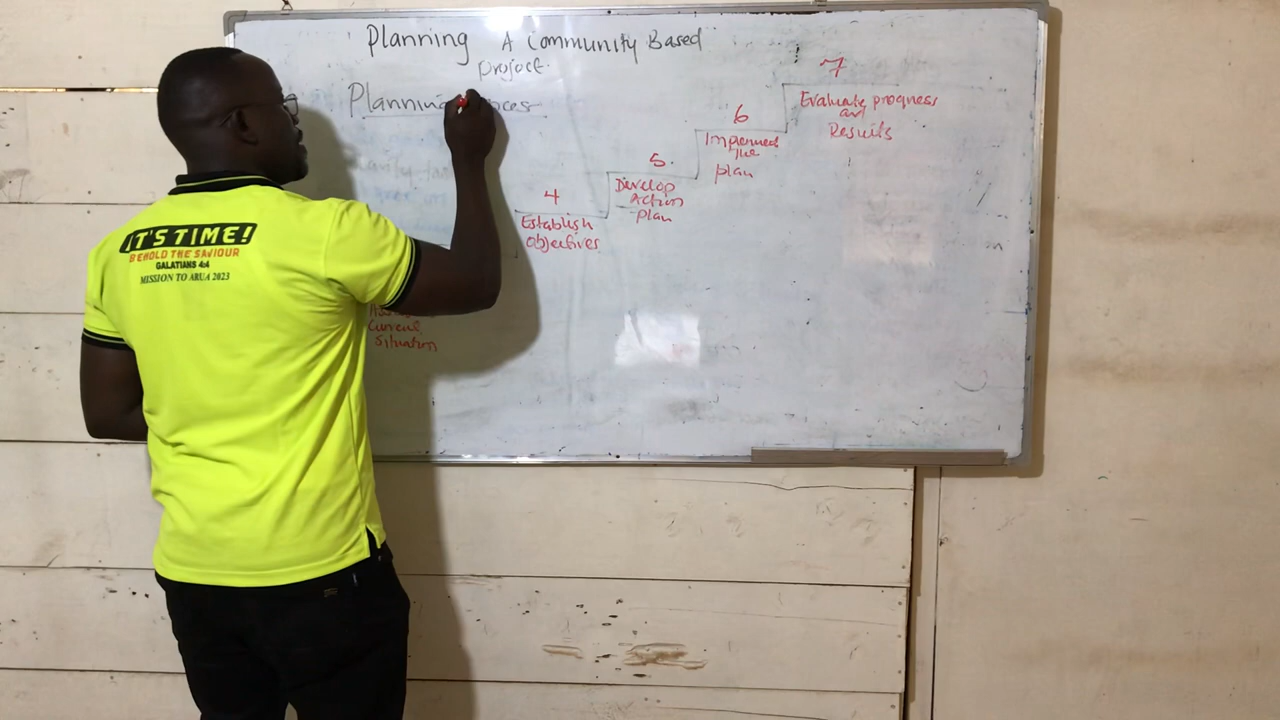 Planning A Community Based
project.
Planning
7
Evaluate progress
and
Results
6
Implement
The
plan
5.
Develop
Action
plan
4
Establish
objectives
Current
Situation
IT'S TIME!
BEHOLD THE SAVIOUR
GALATIANS 4:4
MISSION TO ARUA 2023